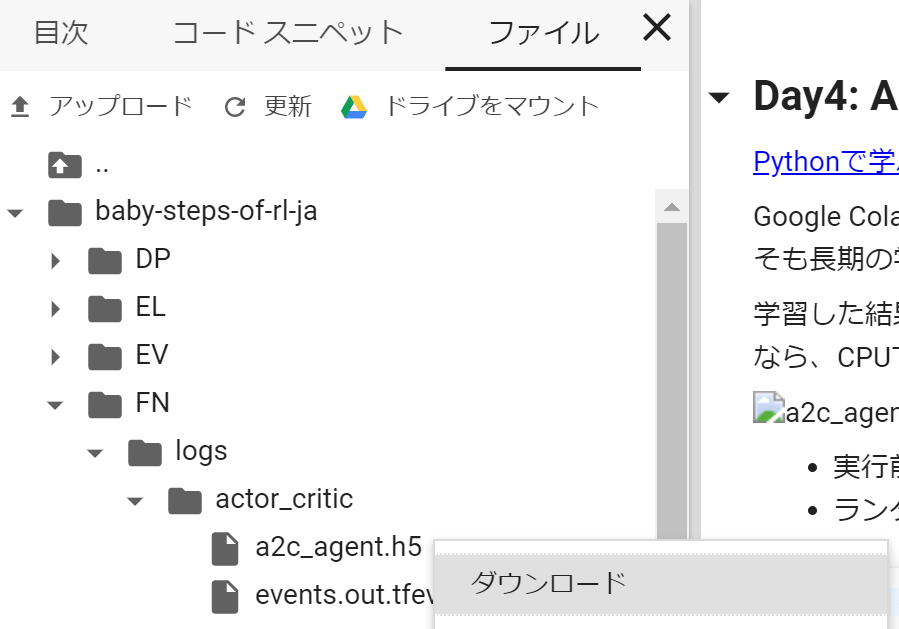 目次 コード スニペット ファイル
アップロード 更新 ドライブをマウント
..
baby-steps-of-rl-ja
DP
EL
EV
FN
logs
actor_critic
a2c_agent.h5
events.out.tfev
ダウンロード
Day4: A
Pythonで学
Google Cola
そも長期の
学習した結果
なら、CPU
a2c_agen
実行前
ラン